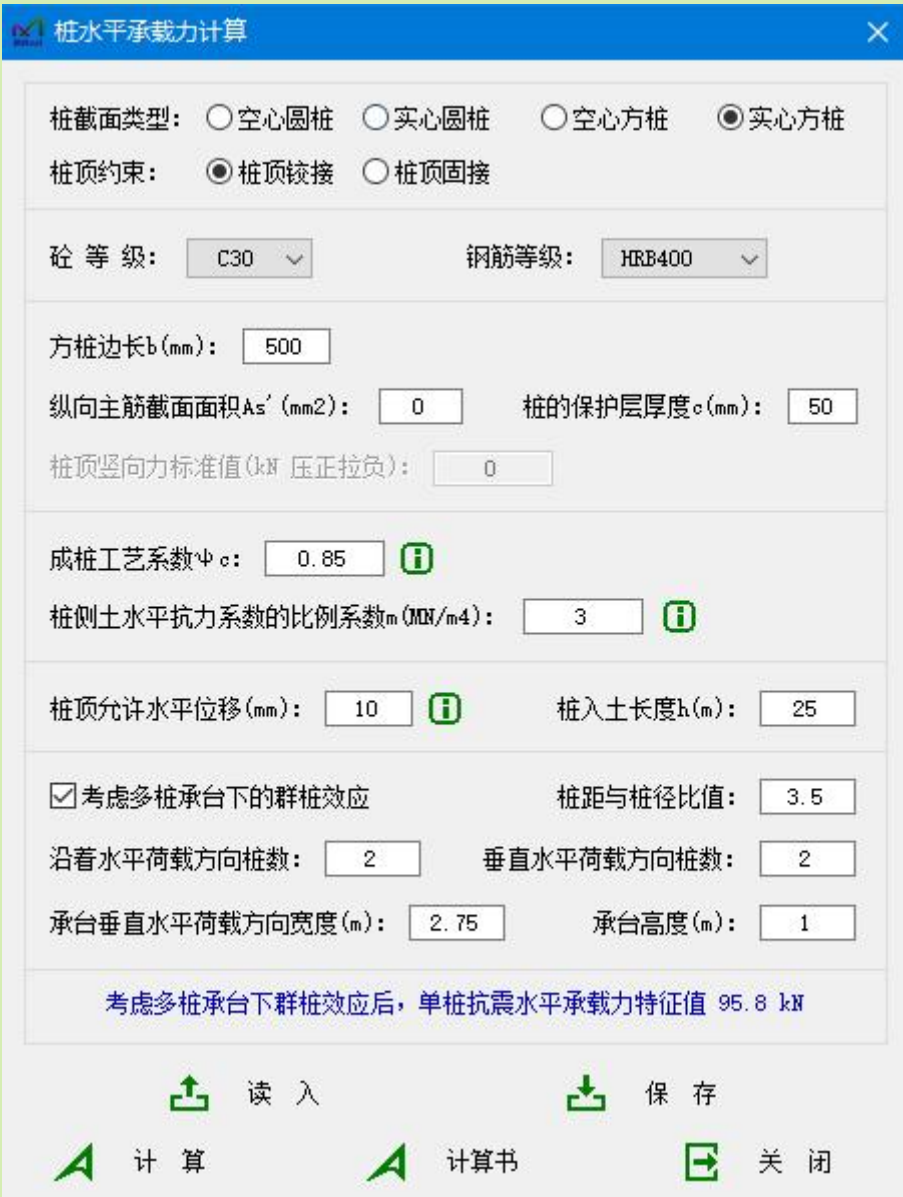 桩水平承载力计算
桩截面类型: 空心圆桩 实心圆桩 空心方桩 实心方桩
桩顶约束: 桩顶铰接 桩顶固接
砼 等 级: C30 钢筋等级: HRB400
方桩边长b(mm): 500
纵向主筋截面面积As'(mm2): 0 桩的保护层厚度c(mm): 50
桩顶竖向力标准值(kN 压正拉负): 0
成桩工艺系数ψc: 0.85
桩侧土水平抗力系数的比例系数m(MN/m4): 3
桩顶允许水平位移(mm): 10 桩入土长度h(m): 25
考虑多桩承台下的群桩效应 桩距与桩径比值: 3.5
沿着水平荷载方向桩数: 2 垂直水平荷载方向桩数: 2
承台垂直水平荷载方向宽度(m): 2.75 承台高度(m): 1
考虑多桩承台下群桩效应后，单桩抗震水平承载力特征值 95.8 kN
读 入 保 存
计 算 计算书 关 闭